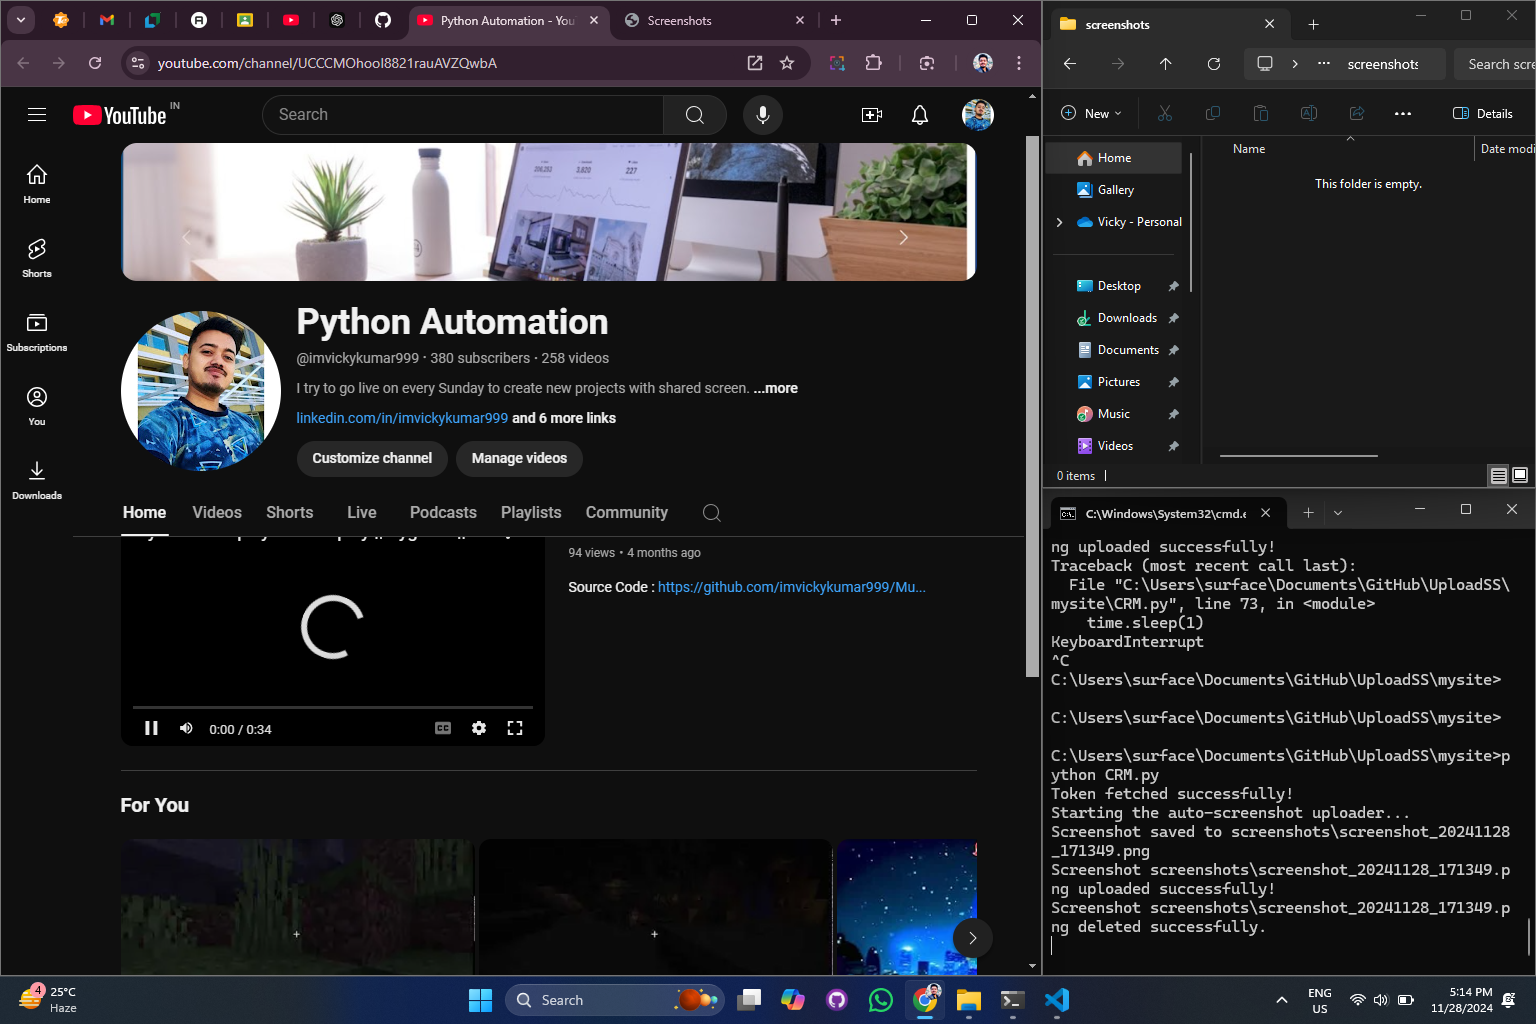 Python Automation - You
Screenshots
youtube.com/channel/UCCCMOhooI8821rauAVZQwbA
YouTube IN
Search
Home
Shorts
Subscriptions
You
Downloads
Python Automation
@imvickykumar999 · 380 subscribers · 258 videos
I try to go live on every Sunday to create new projects with shared screen. ...more
linkedin.com/in/imvickykumar999 and 6 more links
Customize channel
Manage videos
Home
Videos
Shorts
Live
Podcasts
Playlists
Community
94 views • 4 months ago
Source Code : https://github.com/imvickykumar999/Mu...
0:00 / 0:34
CC
For You
screenshots
screenshots
Search scre
New
Details
Home
Gallery
Vicky - Personal
Desktop
Downloads
Documents
Pictures
Music
Videos
Name
Date modi
This folder is empty.
0 items
C:\Windows\System32\cmd.e
ng uploaded successfully!
Traceback (most recent call last):
File "C:\Users\surface\Documents\GitHub\UploadSS\
mysite\CRM.py", line 73, in <module>
time.sleep(1)
KeyboardInterrupt
^C
C:\Users\surface\Documents\GitHub\UploadSS\mysite>
C:\Users\surface\Documents\GitHub\UploadSS\mysite>
C:\Users\surface\Documents\GitHub\UploadSS\mysite>p
ython CRM.py
Token fetched successfully!
Starting the auto-screenshot uploader...
Screenshot saved to screenshots\screenshot_20241128
_171349.png
Screenshot screenshots\screenshot_20241128_171349.p
ng uploaded successfully!
Screenshot screenshots\screenshot_20241128_171349.p
ng deleted successfully.
4
25°C
Haze
Search
ENG
US
5:14 PM
11/28/2024